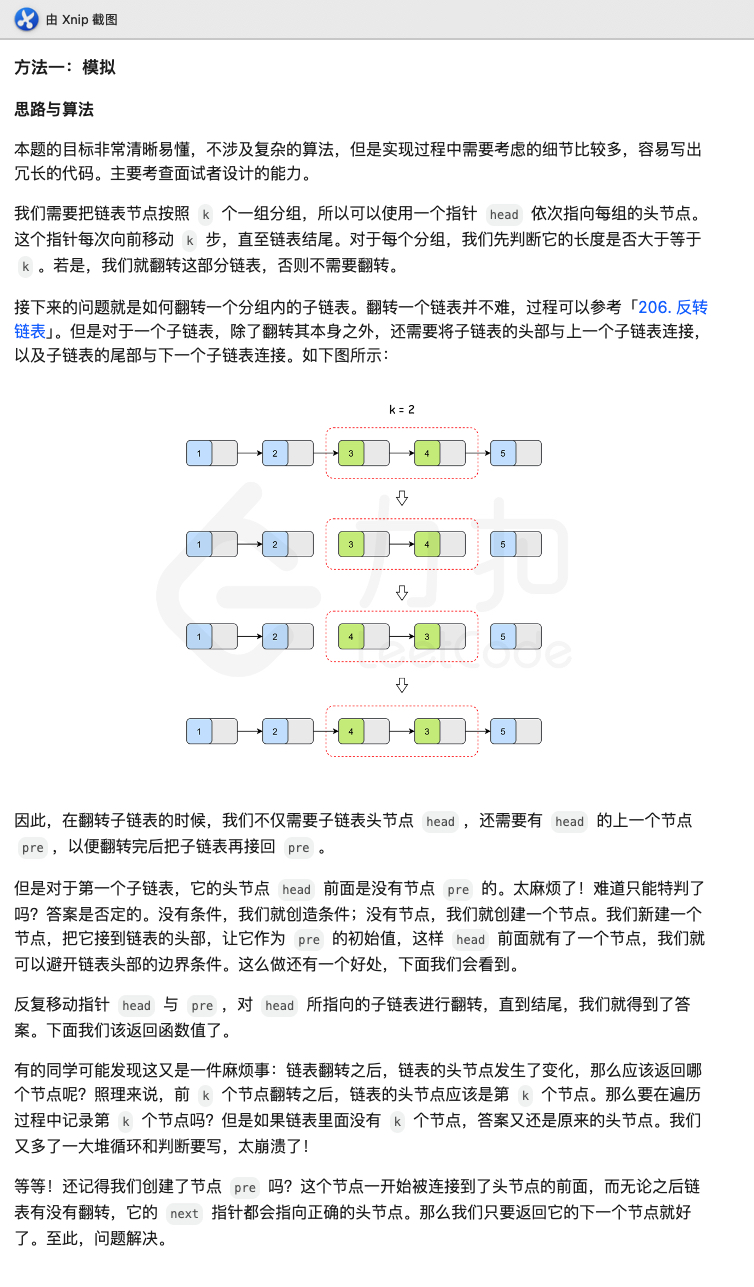 由 Xnip 截图
方法一：模拟
思路与算法
本题的目标非常清晰易懂，不涉及复杂的算法，但是实现过程中需要考虑的细节比较多，容易写出
冗长的代码。主要考查面试者设计的能力。
我们需要把链表节点按照 k 个一组分组，所以可以使用一个指针 head 依次指向每组的头节点。
这个指针每次向前移动 k 步，直至链表结尾。对于每个分组，我们先判断它的长度是否大于等于
k 。若是，我们就翻转这部分链表，否则不需要翻转。
接下来的问题就是如何翻转一个分组内的子链表。翻转一个链表并不难，过程可以参考「206. 反转
链表」。但是对于一个子链表，除了翻转其本身之外，还需要将子链表的头部与上一个子链表连接，
以及子链表的尾部与下一个子链表连接。如下图所示：
k = 2
1 2 3 4 5
1 2 3 4 5
1 2 4 3 5
1 2 4 3 5
力扣
LeetCode
因此，在翻转子链表的时候，我们不仅需要子链表头节点 head ，还需要有 head 的上一个节点
pre ，以便翻转完后把子链表再接回 pre 。
但是对于第一个子链表，它的头节点 head 前面是没有节点 pre 的。太麻烦了！难道只能特判了
吗？答案是否定的。没有条件，我们就创造条件；没有节点，我们就创建一个节点。我们新建一个
节点，把它接到链表的头部，让它作为 pre 的初始值，这样 head 前面就有了一个节点，我们就
可以避开链表头部的边界条件。这么做还有一个好处，下面我们会看到。
反复移动指针 head 与 pre ，对 head 所指向的子链表进行翻转，直到结尾，我们就得到了答
案。下面我们该返回函数值了。
有的同学可能发现这又是一件麻烦事：链表翻转之后，链表的头节点发生了变化，那么应该返回哪
个节点呢？照理来说，前 k 个节点翻转之后，链表的头节点应该是第 k 个节点。那么要在遍历
过程中记录第 k 个节点吗？但是如果链表里面没有 k 个节点，答案又还是原来的头节点。我们
又多了一大堆循环和判断要写，太崩溃了！
等等！还记得我们创建了节点 pre 吗？这个节点一开始被连接到了头节点的前面，而无论之后链
表有没有翻转，它的 next 指针都会指向正确的头节点。那么我们只要返回它的下一个节点就好
了。至此，问题解决。